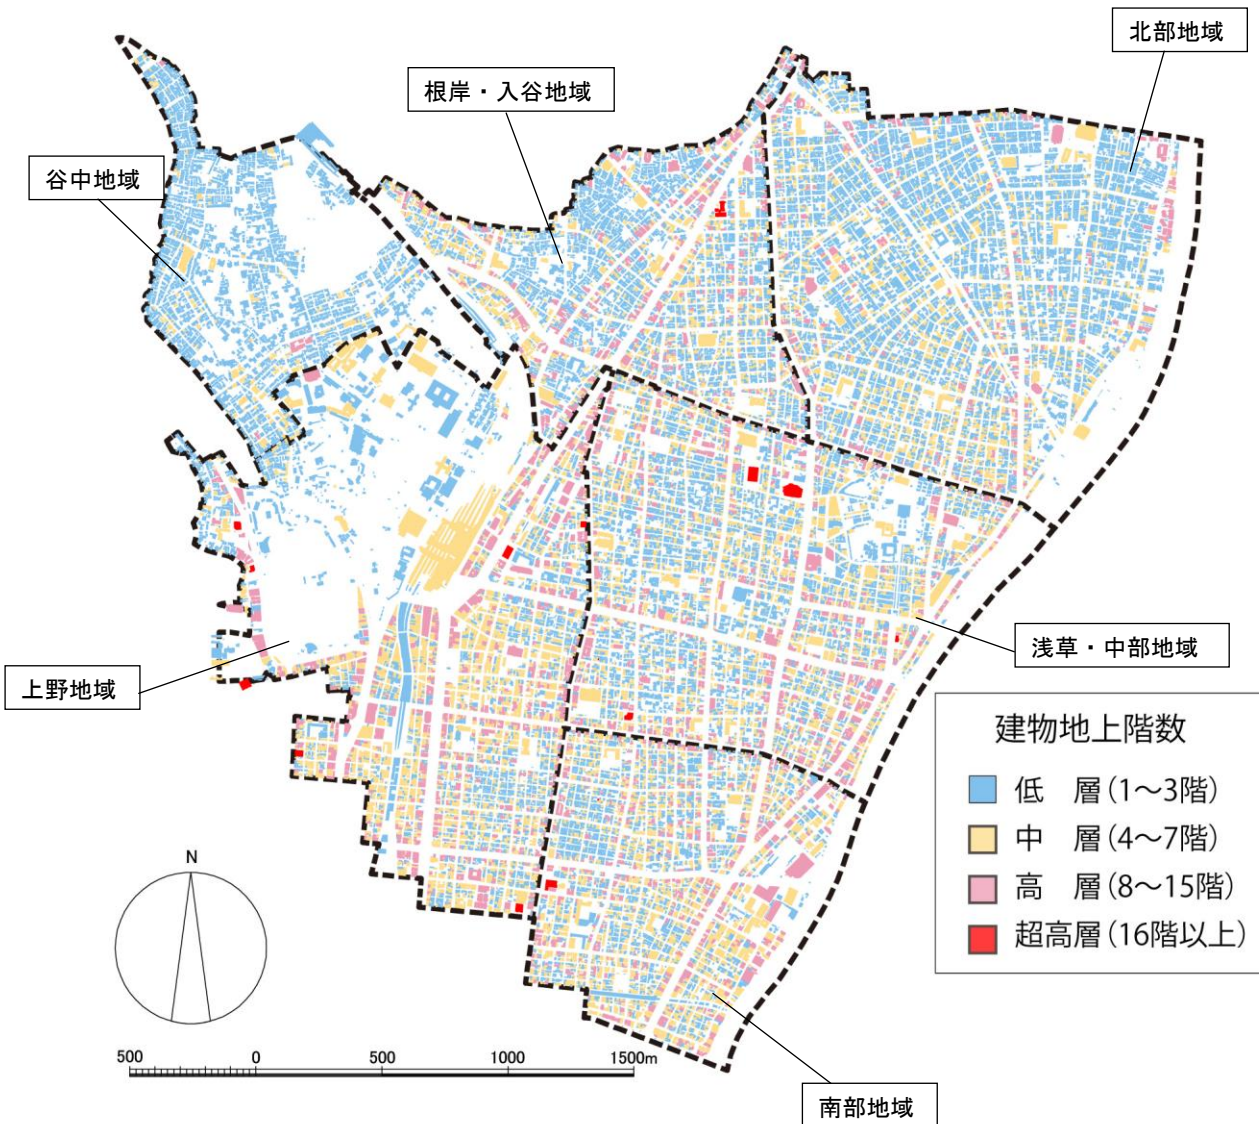 北部地域
根岸・入谷地域
谷中地域
浅草・中部地域
上野地域
建物地上階数
低　層(1～3階)
中　層(4～7階)
高　層(8～15階)
超高層(16階以上)
N
500 0 500 1000 1500m
南部地域